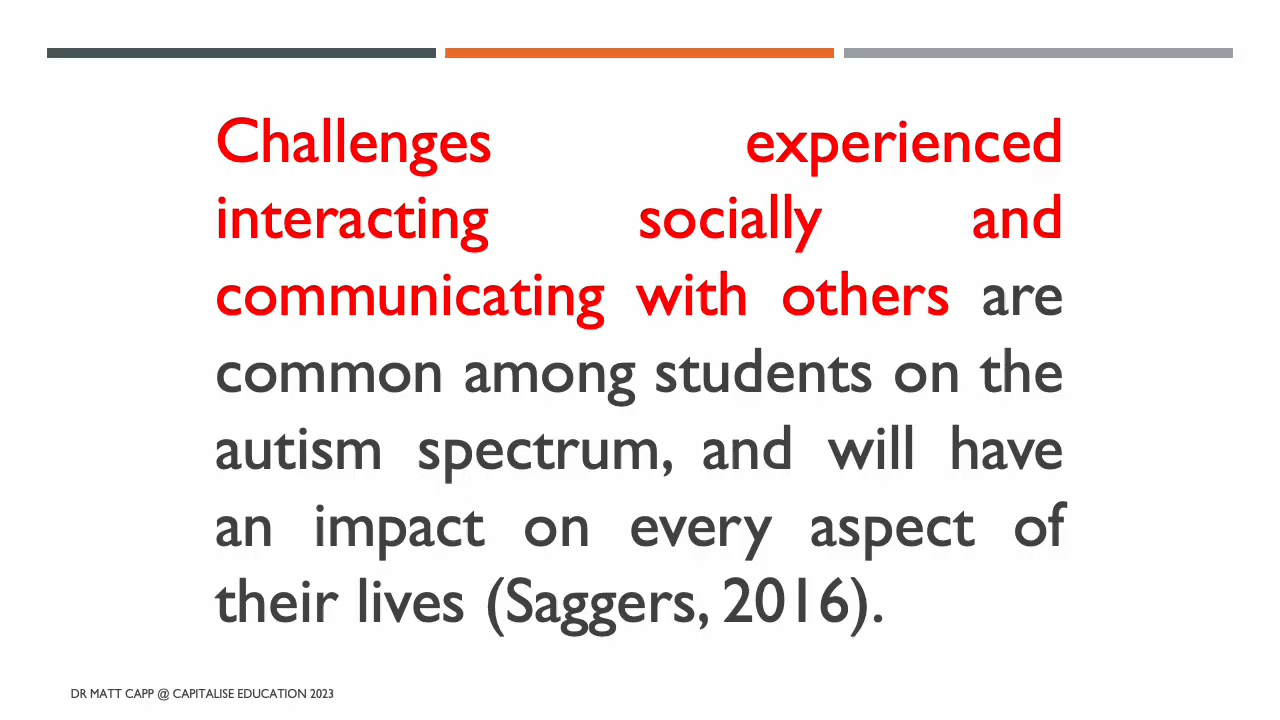 Challenges experienced
interacting socially and
communicating with others are
common among students on the
autism spectrum, and will have
an impact on every aspect of
their lives (Saggers, 2016).
DR MATT CAPP @ CAPITALISE EDUCATION 2023